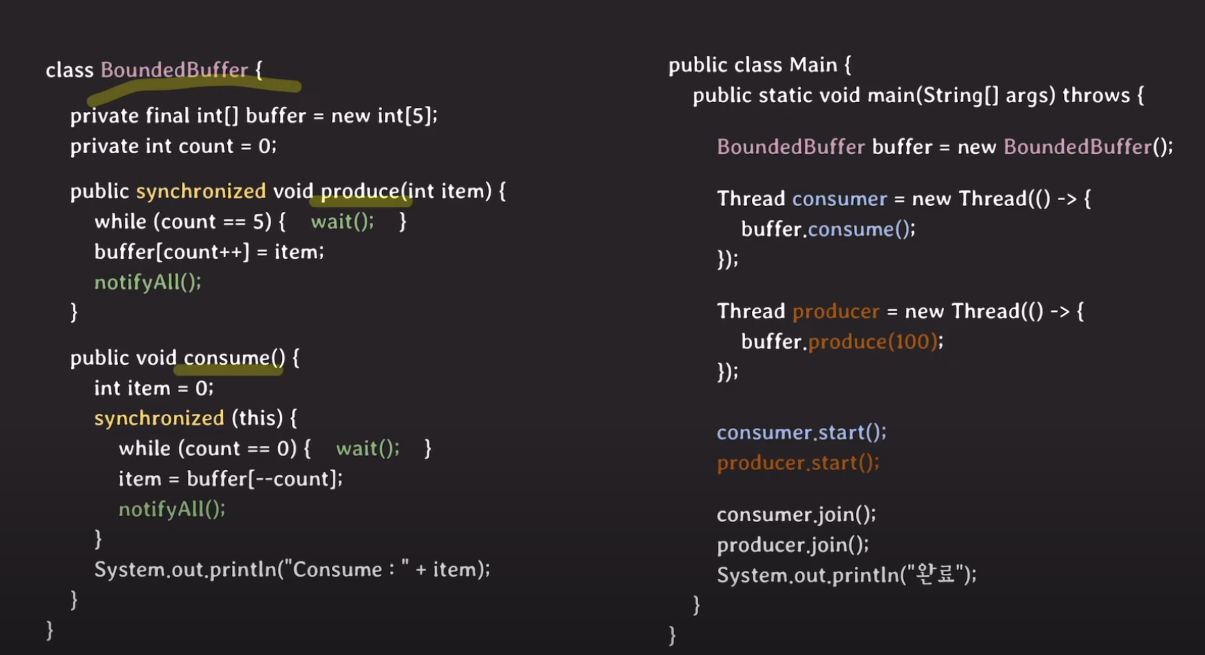 class BoundedBuffer {
private final int[] buffer = new int[5];
private int count = 0;
public synchronized void produce(int item) {
while (count == 5) { wait(); }
buffer[count++] = item;
notifyAll();
}
public void consume() {
int item = 0;
synchronized (this) {
while (count == 0) { wait(); }
item = buffer[--count];
notifyAll();
}
System.out.println("Consume : " + item);
}
}
public class Main {
public static void main(String[] args) throws {
BoundedBuffer buffer = new BoundedBuffer();
Thread consumer = new Thread(() -> {
buffer.consume();
});
Thread producer = new Thread(() -> {
buffer.produce(100);
});
consumer.start();
producer.start();
consumer.join();
producer.join();
System.out.println("완료");
}
}